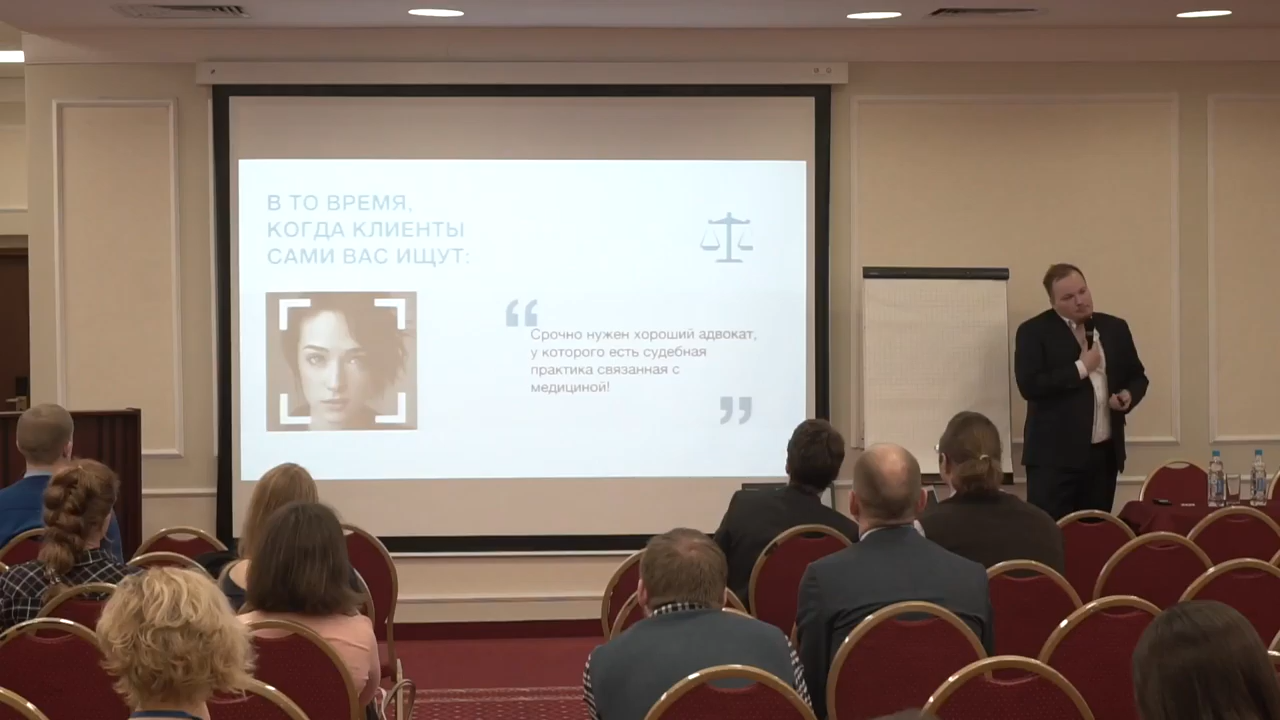 В ТО ВРЕМЯ,
КОГДА КЛИЕНТЫ
САМИ ВАС ИЩУТ:
“
Срочно нужен хороший адвокат,
у которого есть судебная
практика связанная с
медициной!
”